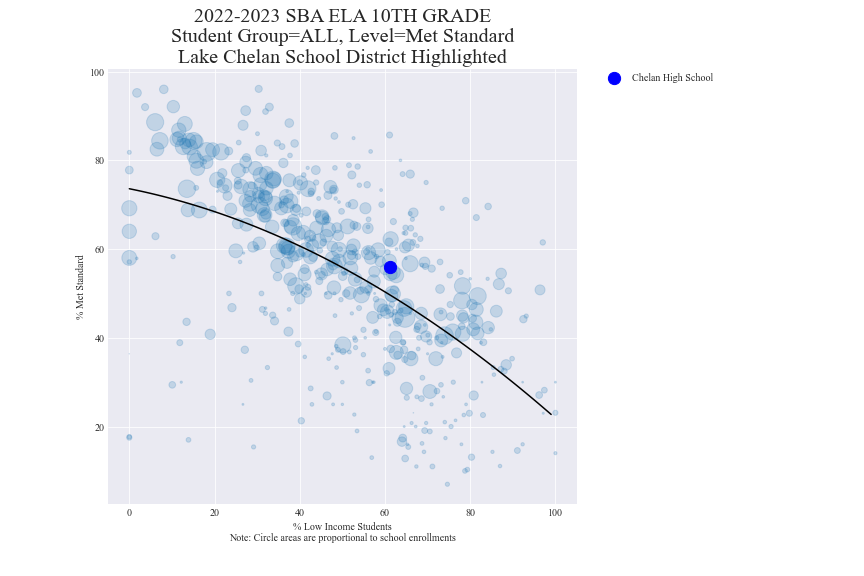 2022-2023 SBA ELA 10TH GRADE
Student Group=ALL, Level=Met Standard
Lake Chelan School District Highlighted
Chelan High School
% Met Standard
100
80
60
40
20
0 20 40 60 80 100
% Low Income Students
Note: Circle areas are proportional to school enrollments